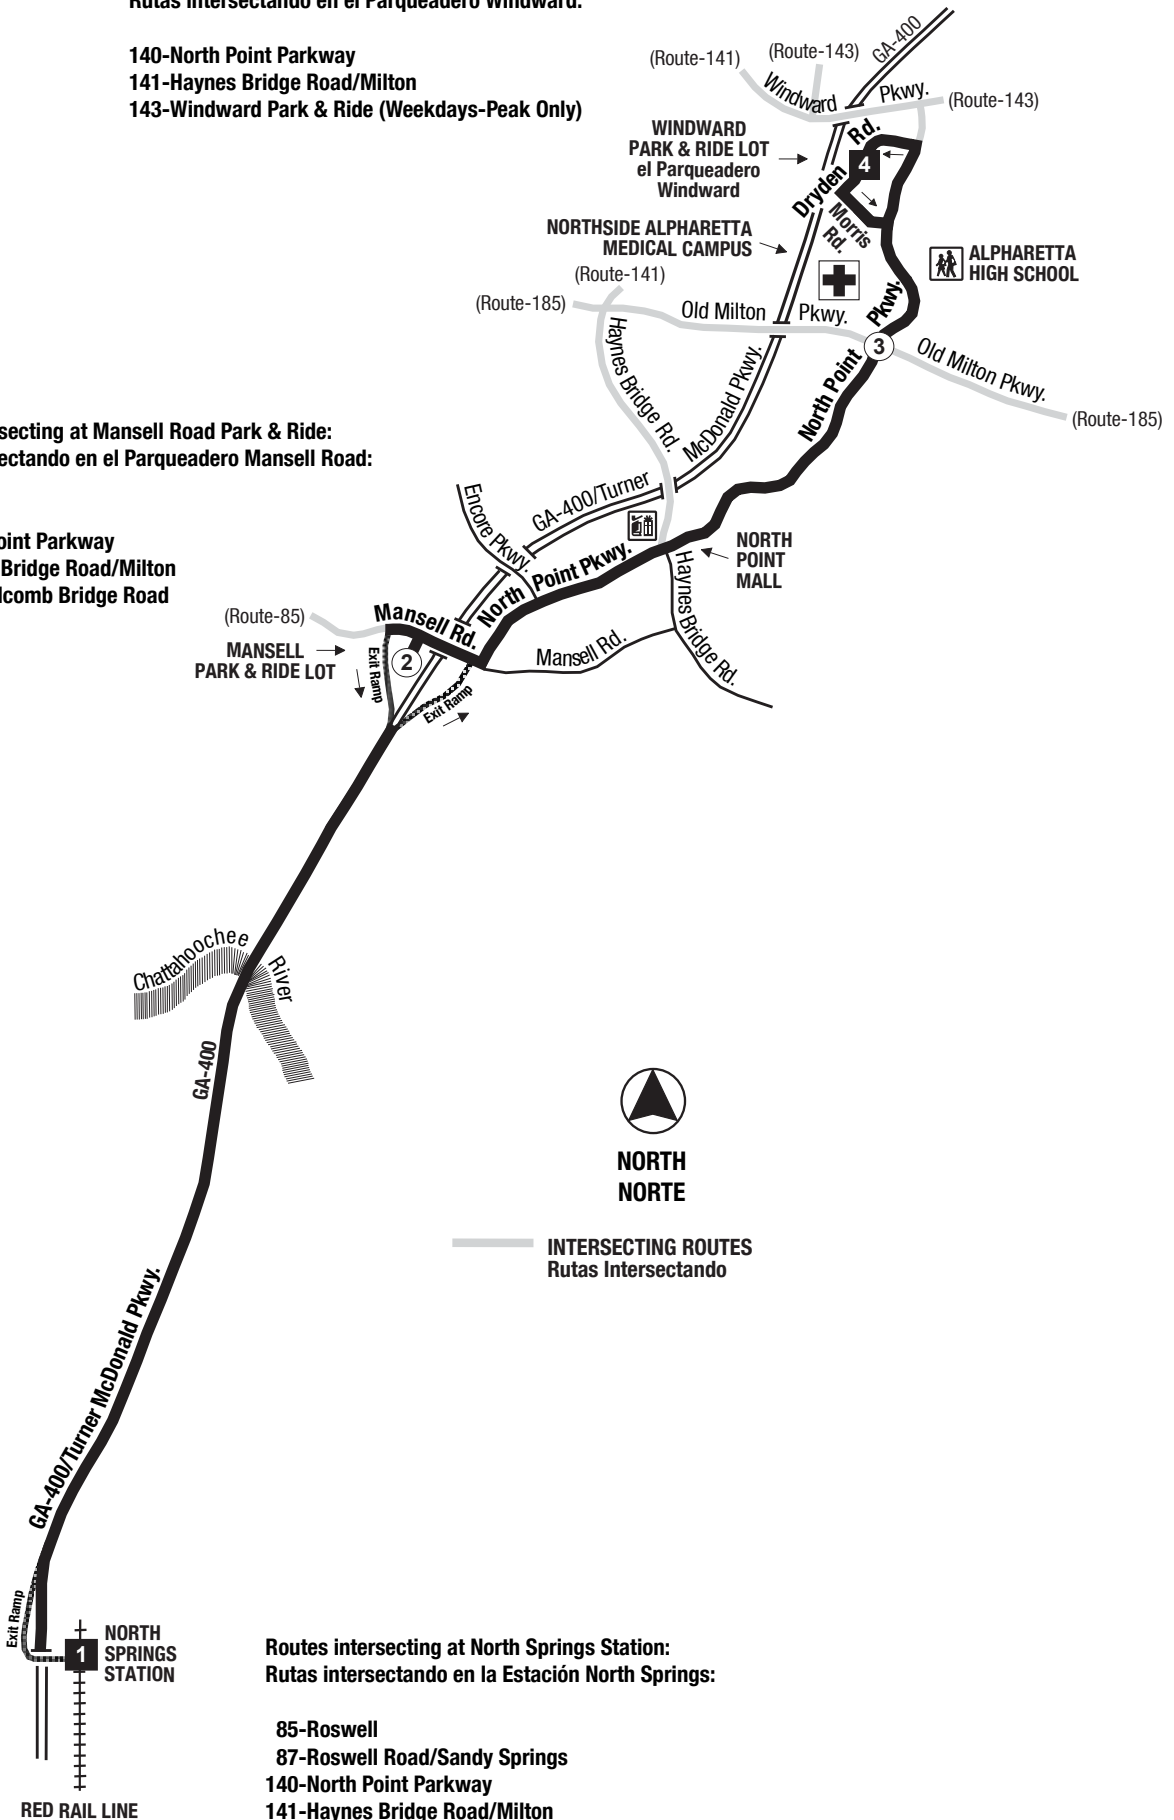 Rutas intersectando en el Parqueadero Windward:
140-North Point Parkway
141-Haynes Bridge Road/Milton
143-Windward Park & Ride (Weekdays-Peak Only)
(Route-141)
(Route-143)
GA-400
Windward
Pkwy.
(Route-143)
WINDWARD
PARK & RIDE LOT
el Parqueadero
Windward
Dryden
Rd.
4
Morris
Rd.
NORTHSIDE ALPHARETTA
MEDICAL CAMPUS
ALPHARETTA
HIGH SCHOOL
(Route-141)
(Route-185)
Old Milton
Pkwy.
Pkwy.
3
Old Milton Pkwy.
(Route-185)
Haynes Bridge Rd.
McDonald Pkwy.
North Point
secting at Mansell Road Park & Ride:
ectando en el Parqueadero Mansell Road:
oint Parkway
Bridge Road/Milton
lcomb Bridge Road
Encore Pkwy.
GA-400/Turner
NORTH
POINT
MALL
North
Point Pkwy.
(Route-85)
Mansell Rd.
MANSELL
PARK & RIDE LOT
Exit Ramp
2
Exit Ramp
Mansell Rd.
Haynes Bridge Rd.
Chattahoochee
River
GA-400
NORTH
NORTE
INTERSECTING ROUTES
Rutas Intersectando
GA-400/Turner McDonald Pkwy.
Exit Ramp
1
NORTH
SPRINGS
STATION
RED RAIL LINE
Routes intersecting at North Springs Station:
Rutas intersectando en la Estación North Springs:
85-Roswell
87-Roswell Road/Sandy Springs
140-North Point Parkway
141-Haynes Bridge Road/Milton